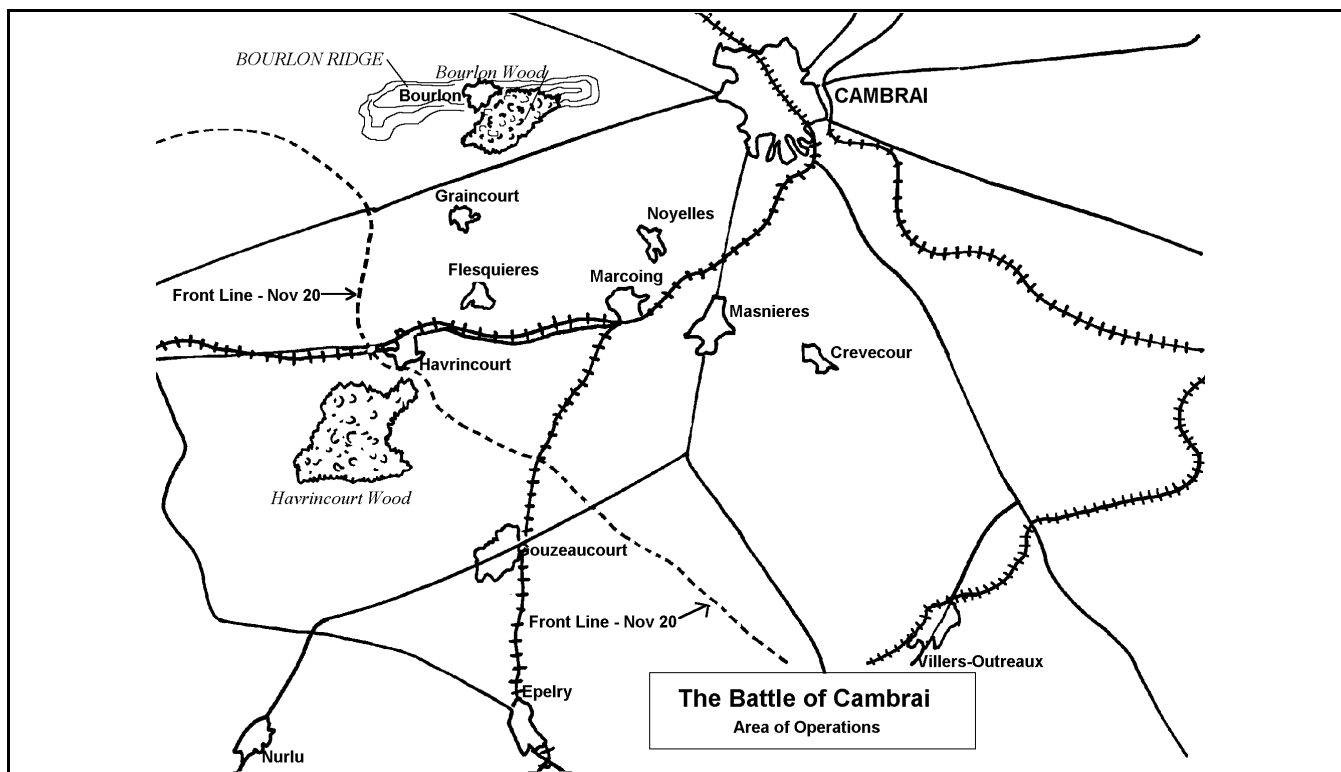 BOURLON RIDGE
Bourlon Wood
Bourlon
CAMBRAI
Graincourt
Noyelles
Flesquieres
Marcoing
Front Line - Nov 20
Masnieres
Crevecour
Havrincourt
Havrincourt Wood
Gouzeaucourt
Front Line - Nov 20
Villers-Outreaux
Epelry
The Battle of Cambrai
Area of Operations
Nurlu